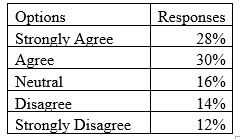 Options Responses
Strongly Agree 28%
Agree 30%
Neutral 16%
Disagree 14%
Strongly Disagree 12%